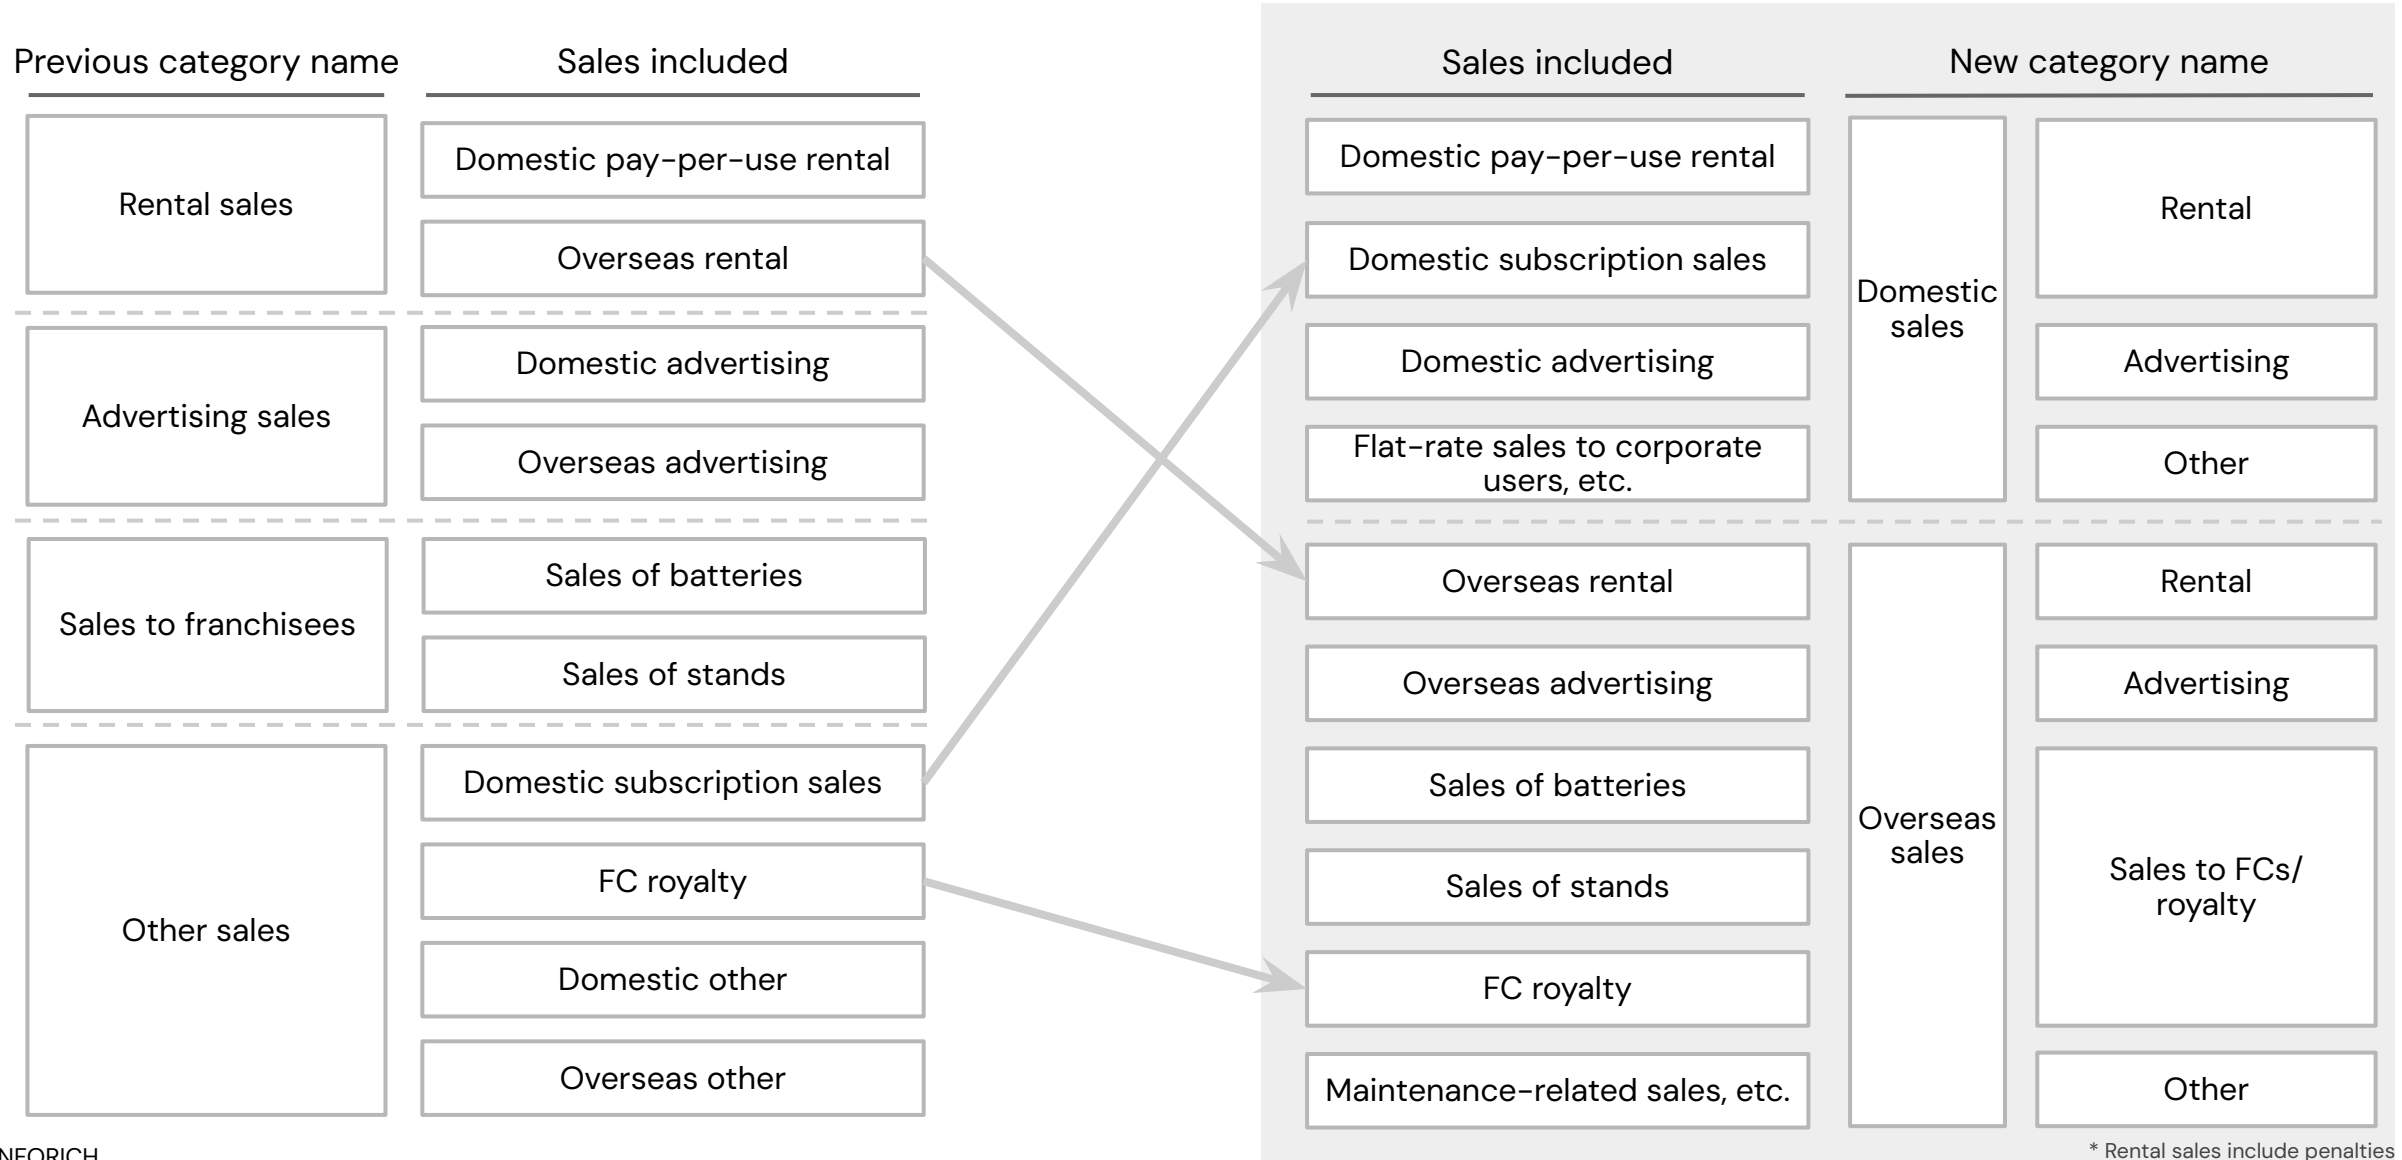 Previous category name
Sales included
Rental sales
Domestic pay-per-use rental
Overseas rental
Advertising sales
Domestic advertising
Overseas advertising
Sales to franchisees
Sales of batteries
Sales of stands
Other sales
Domestic subscription sales
FC royalty
Domestic other
Overseas other
Sales included
New category name
Domestic pay-per-use rental
Domestic subscription sales
Domestic advertising
Flat-rate sales to corporate
users, etc.
Domestic
sales
Rental
Advertising
Other
Overseas rental
Overseas advertising
Sales of batteries
Sales of stands
FC royalty
Maintenance-related sales, etc.
Overseas
sales
Rental
Advertising
Sales to FCs/
royalty
Other
NFORICH
* Rental sales include penalties